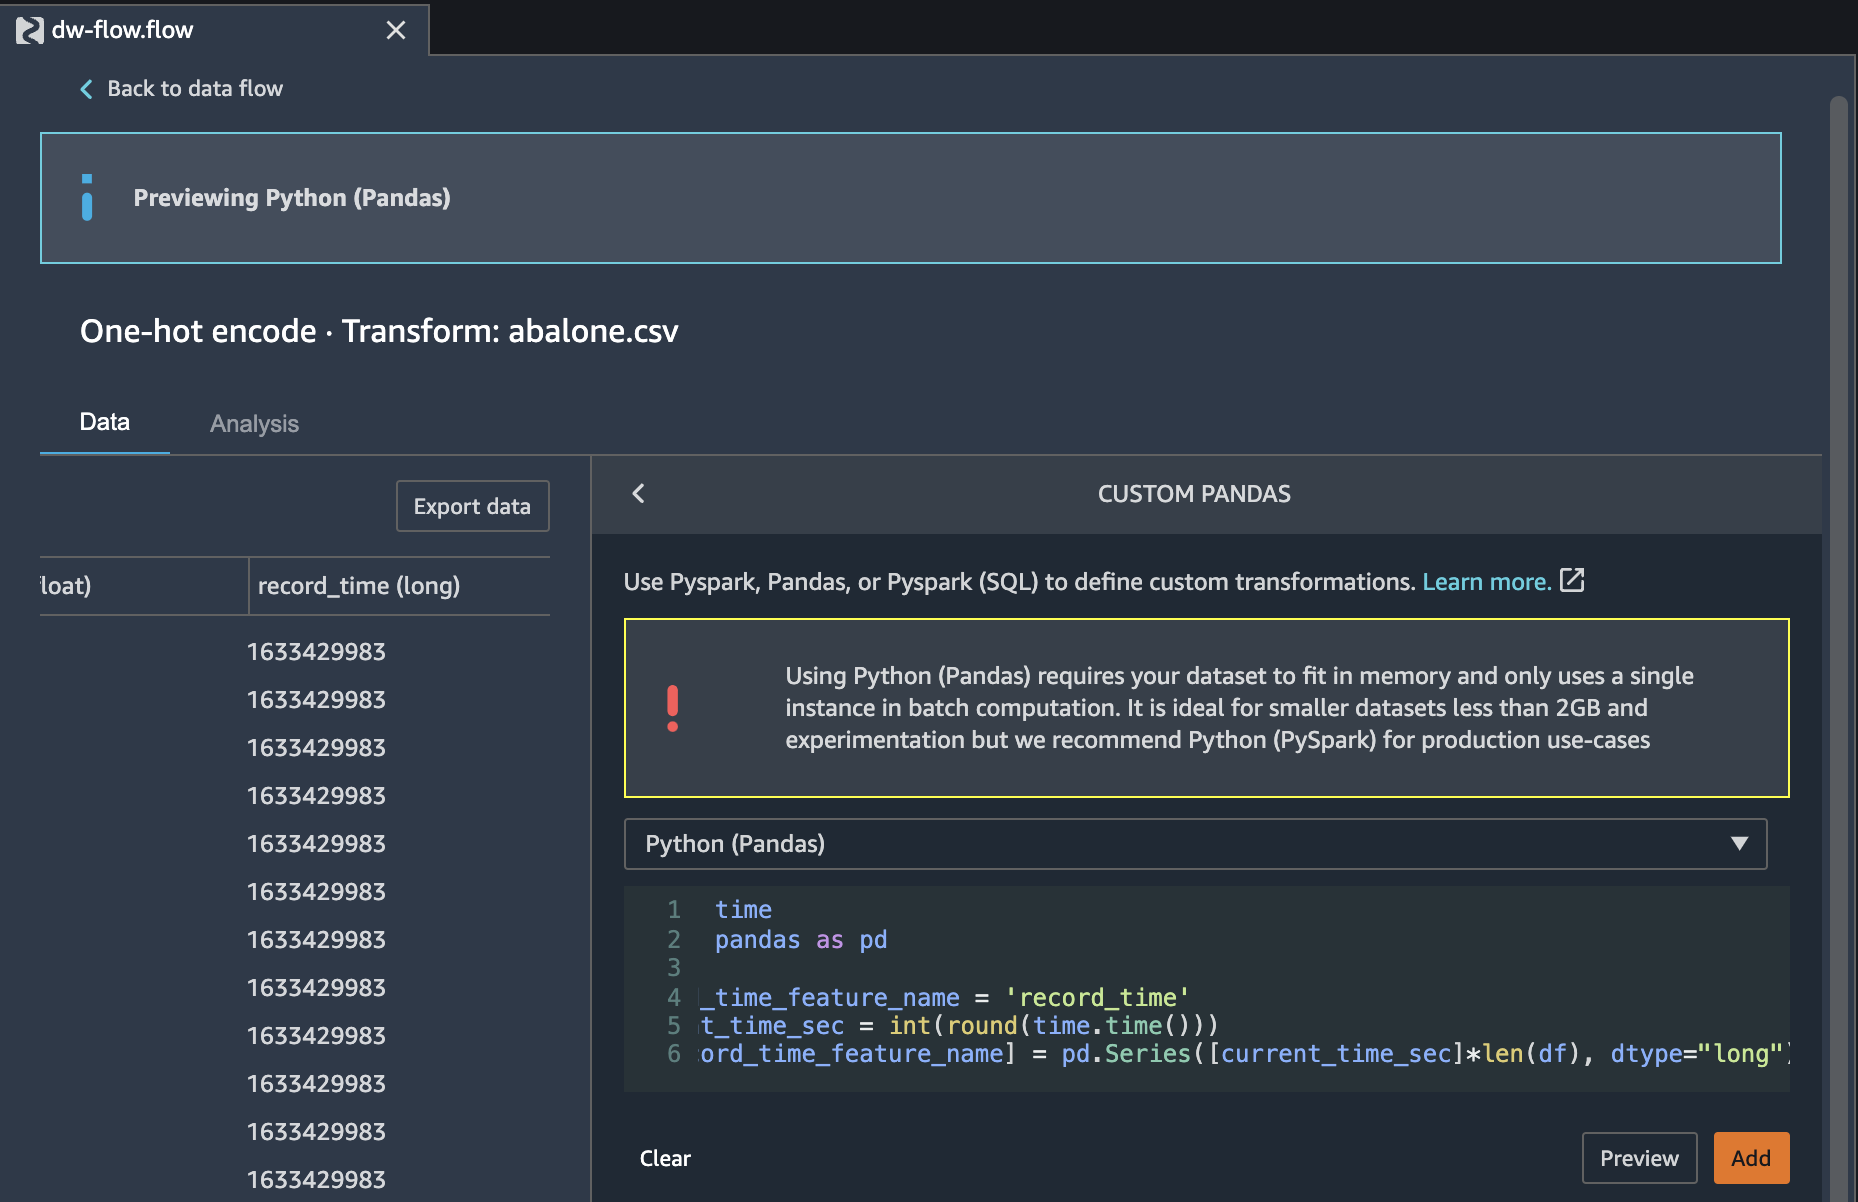 dw-flow.flow
Back to data flow
Previewing Python (Pandas)
One-hot encode · Transform: abalone.csv
Data
Analysis
Export data
loat)
record_time (long)
1633429983
1633429983
1633429983
1633429983
1633429983
1633429983
1633429983
1633429983
1633429983
1633429983
1633429983
1633429983
CUSTOM PANDAS
Use Pyspark, Pandas, or Pyspark (SQL) to define custom transformations. Learn more.
Using Python (Pandas) requires your dataset to fit in memory and only uses a single
instance in batch computation. It is ideal for smaller datasets less than 2GB and
experimentation but we recommend Python (PySpark) for production use-cases
Python (Pandas)
1 time
2 pandas as pd
3
4 _time_feature_name = 'record_time'
5 t_time_sec = int(round(time.time()))
6 ord_time_feature_name] = pd.Series([current_time_sec]*len(df), dtype="long")
Clear
Preview
Add